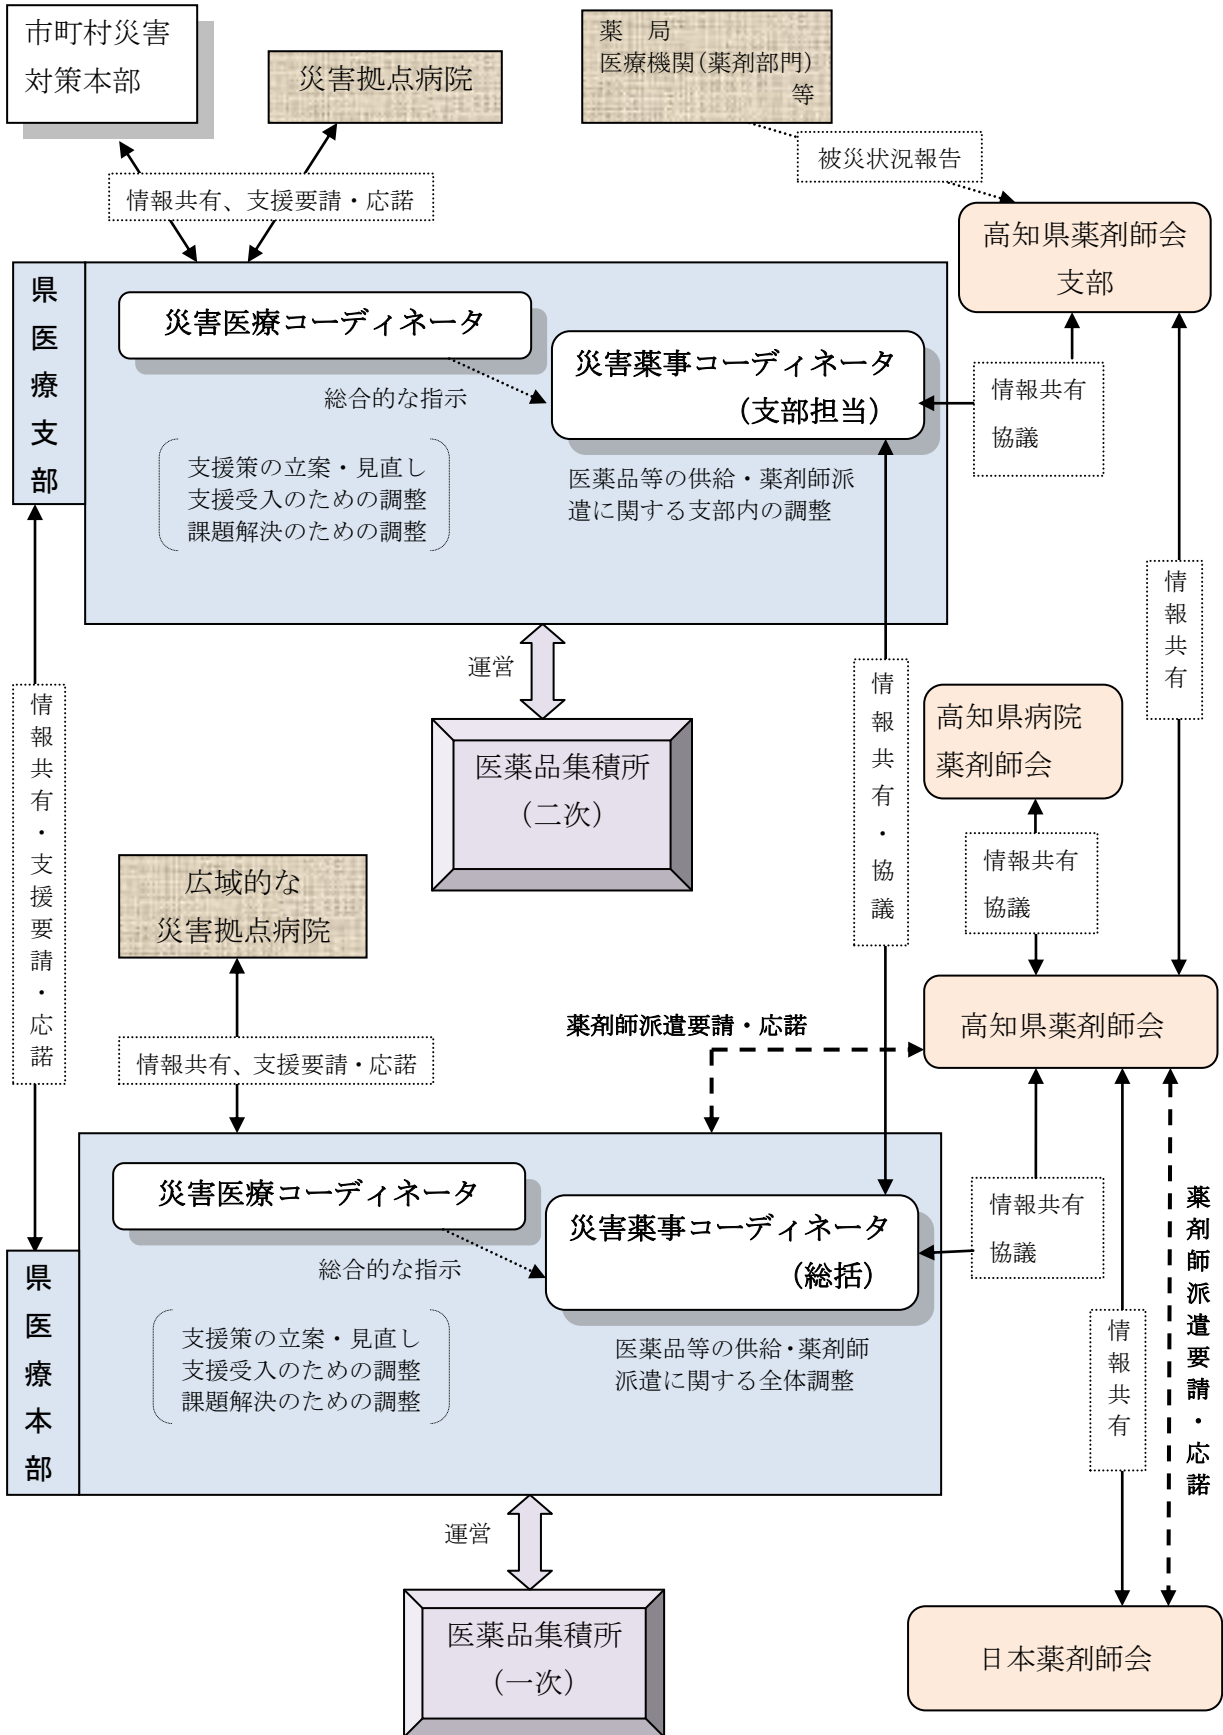 市町村災害
対策本部
災害拠点病院
薬　局
医療機関（薬剤部門）
等
被災状況報告
情報共有、支援要請・応諾
高知県薬剤師会
支部
県医療支部
災害医療コーディネータ
災害薬事コーディネータ
（支部担当）
総合的な指示
情報共有
協議
支援策の立案・見直し
支援受入のための調整
課題解決のための調整
医薬品等の供給・薬剤師派
遣に関する支部内の調整
情報共有
運営
情報共有・支援要請・応諾
情報共有・協議
高知県病院
薬剤師会
医薬品集積所
（二次）
情報共有
協議
広域的な
災害拠点病院
高知県薬剤師会
薬剤師派遣要請・応諾
情報共有、支援要請・応諾
県医療本部
災害医療コーディネータ
災害薬事コーディネータ
（総括）
総合的な指示
情報共有
協議
薬剤師派遣要請・応諾
支援策の立案・見直し
支援受入のための調整
課題解決のための調整
医薬品等の供給・薬剤師
派遣に関する全体調整
情報共有
運営
医薬品集積所
（一次）
日本薬剤師会